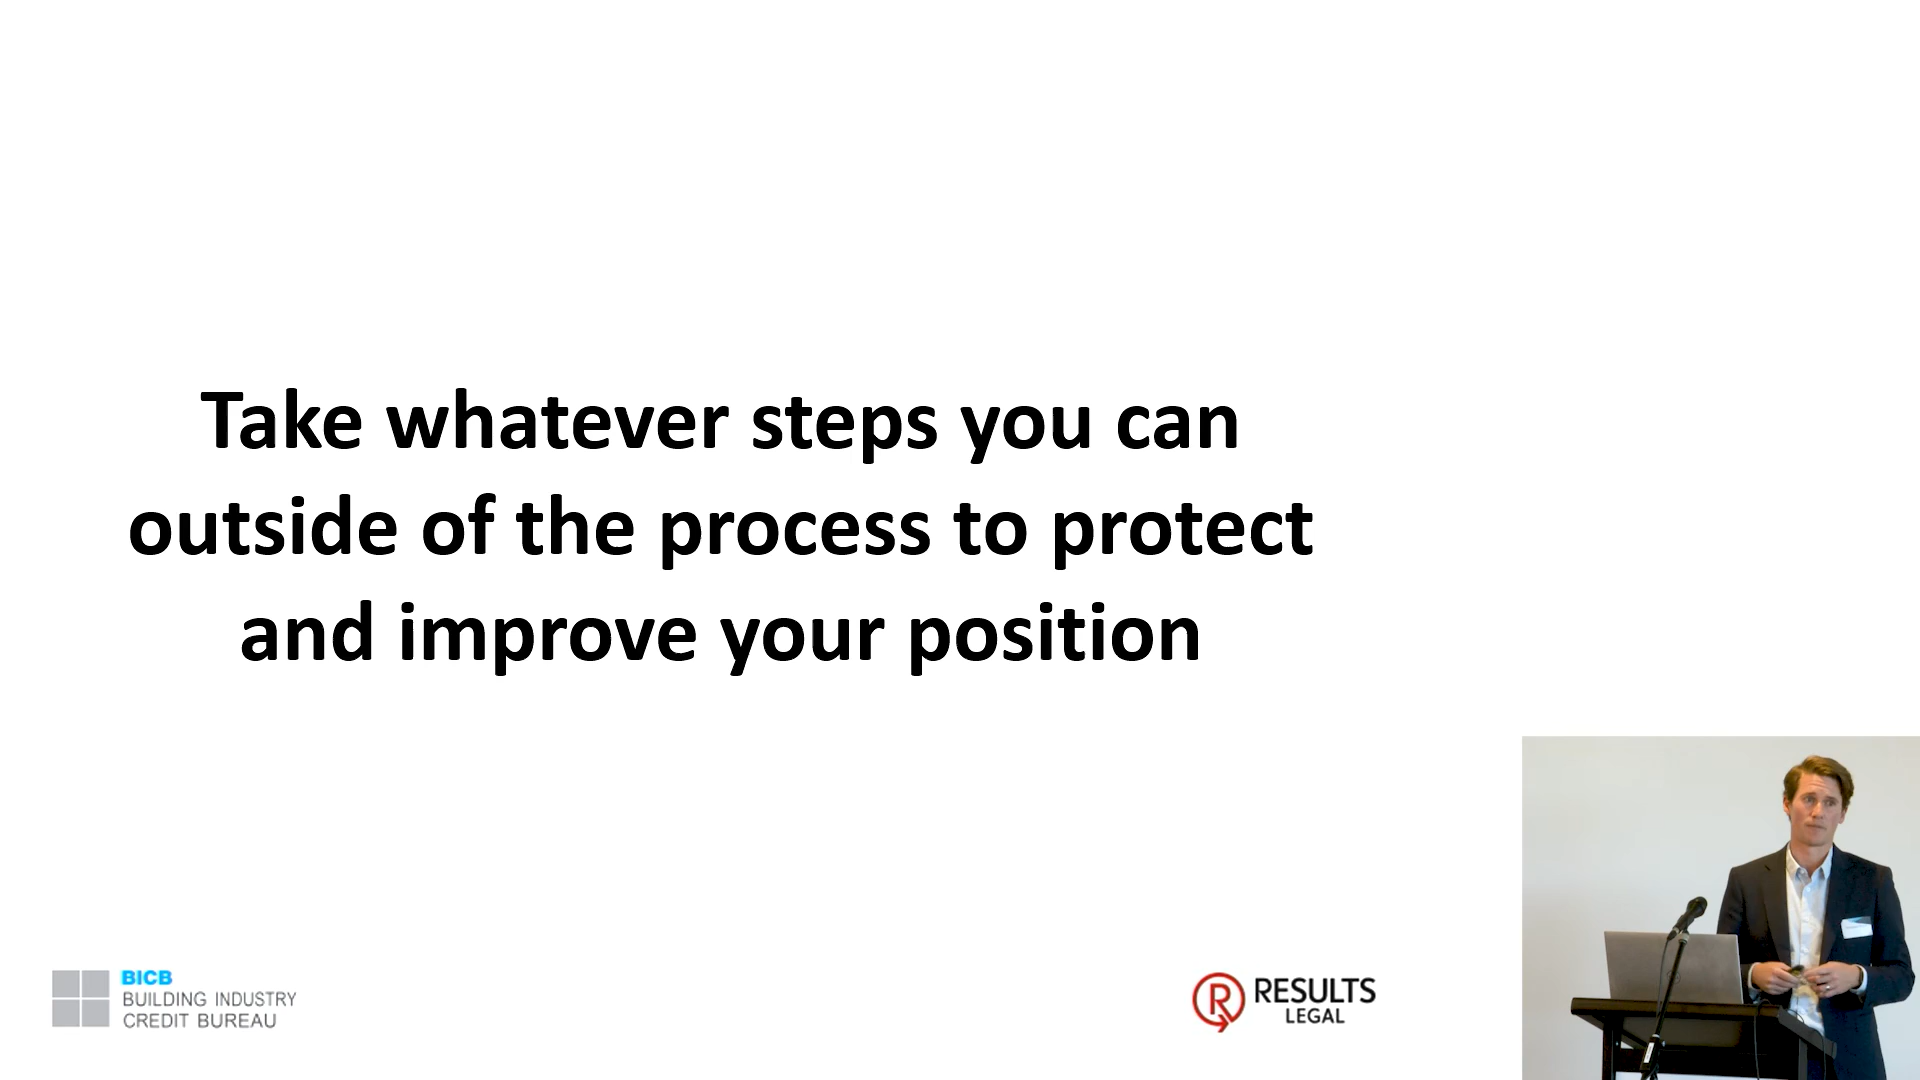 Take whatever steps you can
outside of the process to protect
and improve your position
BICB
BUILDING INDUSTRY
CREDIT BUREAU
R
RESULTS
LEGAL